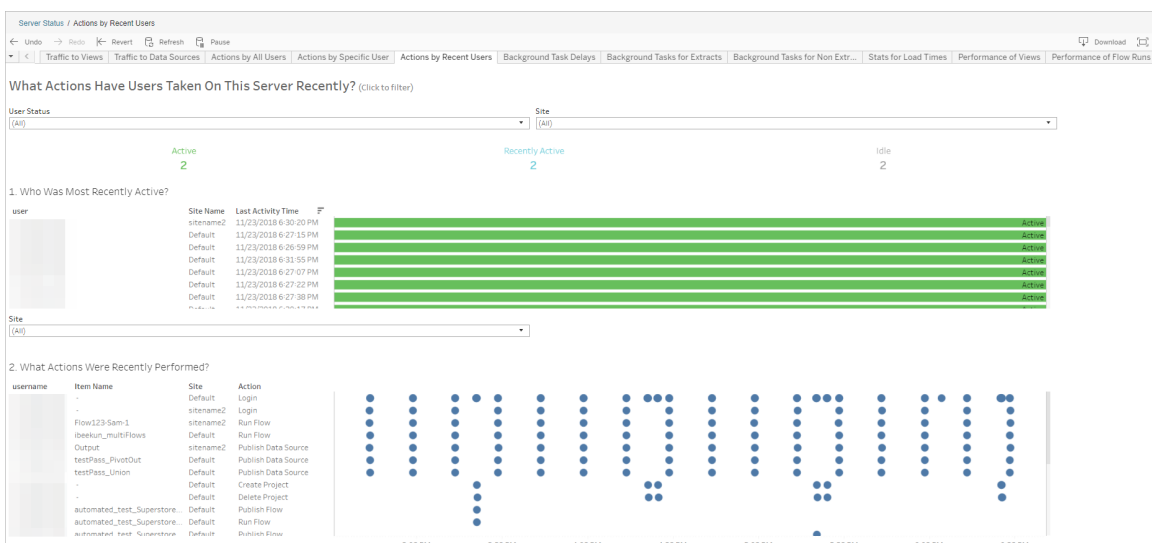 Server Status / Actions by Recent Users
← Undo → Redo Revert Refresh Pause Download
Traffic to Views Traffic to Data Sources Actions by All Users Actions by Specific User Actions by Recent Users Background Task Delays Background Tasks for Extracts Background Tasks for Non Extr... Stats for Load Times Performance of Views Performance of Flow Runs
What Actions Have Users Taken On This Server Recently? (Click to filter)
User Status Site
(All) (All)
Active Recently Active Idle
2 2 2
1. Who Was Most Recently Active?
user Site Name Last Activity Time
sitename2 11/23/2018 6:30:20 PM Active
Default 11/23/2018 6:27:15 PM Active
Default 11/23/2018 6:26:59 PM Active
Default 11/23/2018 6:31:55 PM Active
Default 11/23/2018 6:27:07 PM Active
Default 11/23/2018 6:27:22 PM Active
Default 11/23/2018 6:27:38 PM Active
Site
(All)
2. What Actions Were Recently Performed?
username Item Name Site Action
- Default Login
- sitename2 Login
Flow123-Sam-1 sitename2 Run Flow
ibeekun_multiFlows Default Run Flow
Output sitename2 Publish Data Source
testPass_PivotOut Default Publish Data Source
testPass_Union Default Publish Data Source
- Default Create Project
- Default Delete Project
automated_test_Superstore... Default Publish Flow
automated_test_Superstore... Default Run Flow
automated_test_Superstore... Default Publish Flow